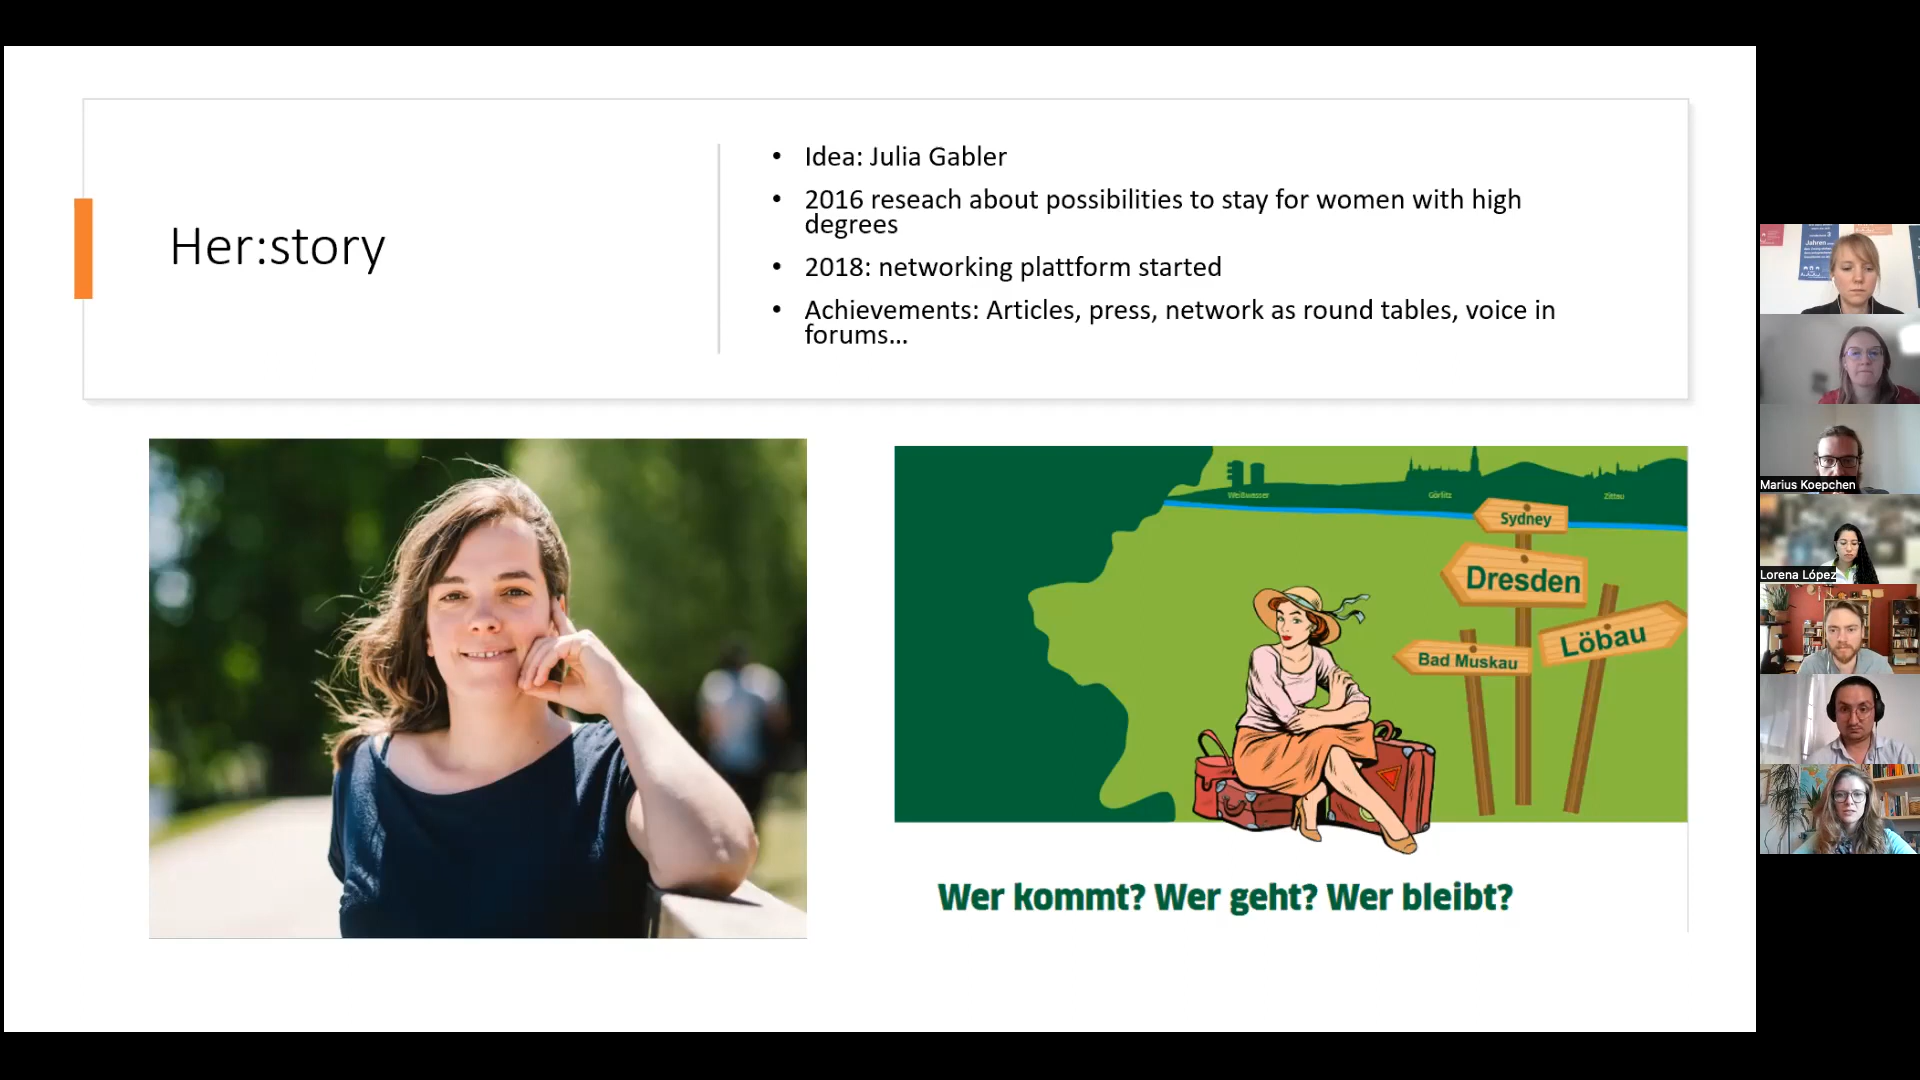 Her:story
• Idea: Julia Gabler
• 2016 reseach about possibilities to stay for women with high
degrees
• 2018: networking plattform started
• Achievements: Articles, press, network as round tables, voice in
forums...
Weißwasser
Görlitz
Zittau
Sydney
Dresden
Löbau
Bad Muskau
Wer kommt? Wer geht? Wer bleibt?
Jahren
Marius Koepchen
Lorena López